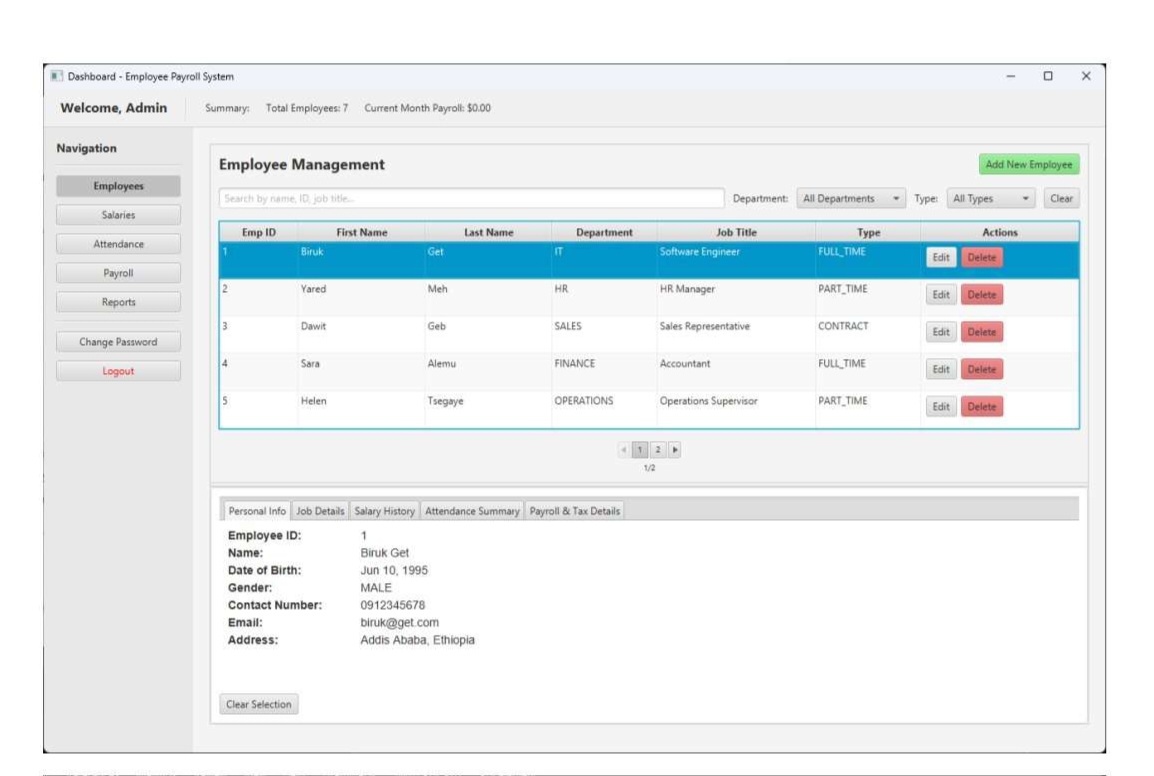 Dashboard - Employee Payroll System
Welcome, Admin Summary: Total Employees: 7 Current Month Payroll: $0.00
Navigation
Employees
Salaries
Attendance
Payroll
Reports
Change Password
Logout
Employee Management Add New Employee
Search by name, ID, job title... Department: All Departments Type: All Types Clear
Emp ID First Name Last Name Department Job Title Type Actions
1 Biruk Get IT Software Engineer FULL_TIME Edit Delete
2 Yared Meh HR HR Manager PART_TIME Edit Delete
3 Dawit Geb SALES Sales Representative CONTRACT Edit Delete
4 Sara Alemu FINANCE Accountant FULL_TIME Edit Delete
5 Helen Tsegaye OPERATIONS Operations Supervisor PART_TIME Edit Delete
1 2
1/2
Personal Info Job Details Salary History Attendance Summary Payroll & Tax Details
Employee ID: 1
Name: Biruk Get
Date of Birth: Jun 10, 1995
Gender: MALE
Contact Number: 0912345678
Email: biruk@get.com
Address: Addis Ababa, Ethiopia
Clear Selection